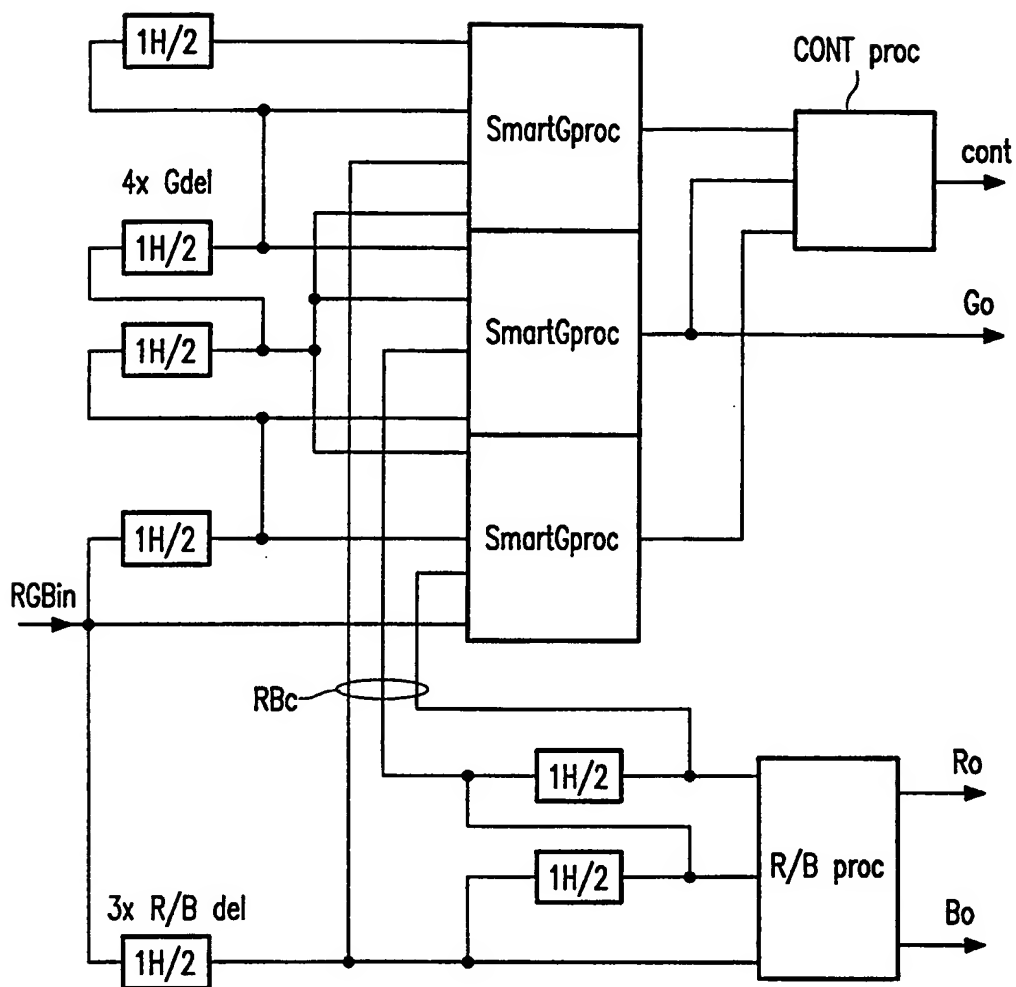 1H/2
CONT proc
SmartGproc
cont
4x Gdel
1H/2
Go
1H/2
SmartGproc
1H/2
SmartGproc
RGBin
RBc
1H/2
Ro
1H/2
R/B proc
3x R/B del
Bo
1H/2